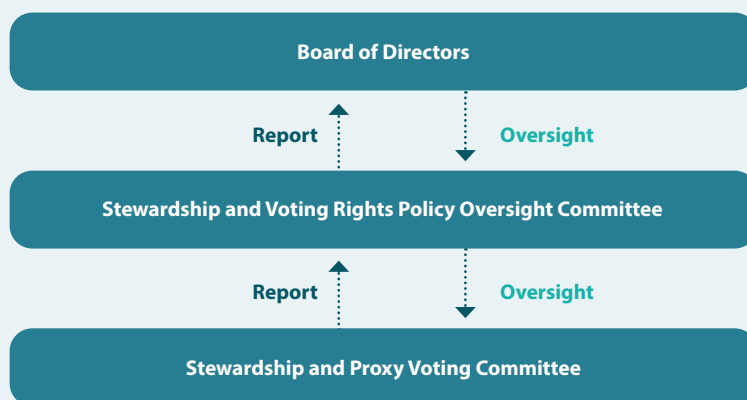 Board of Directors
Report Oversight
Stewardship and Voting Rights Policy Oversight Committee
Report Oversight
Stewardship and Proxy Voting Committee